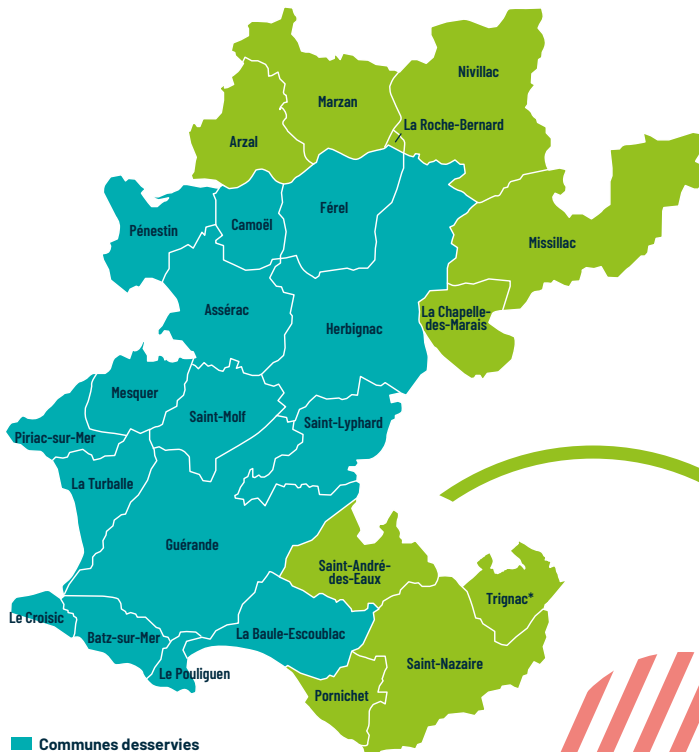 Nivillac
Marzan
La Roche-Bernard
Arzal
Férel
Camoël
Pénestin
Missillac
Assérac
La Chapelle-
des-Marais
Herbignac
Mesquer
Saint-Molf
Saint-Lyphard
Piriac-sur-Mer
La Turballe
Guérande
Saint-André-
des-Eaux
Trignac*
Le Croisic
Batz-sur-Mer
La Baule-Escoublac
Saint-Nazaire
Le Pouliguen
Pornichet
Communes desservies